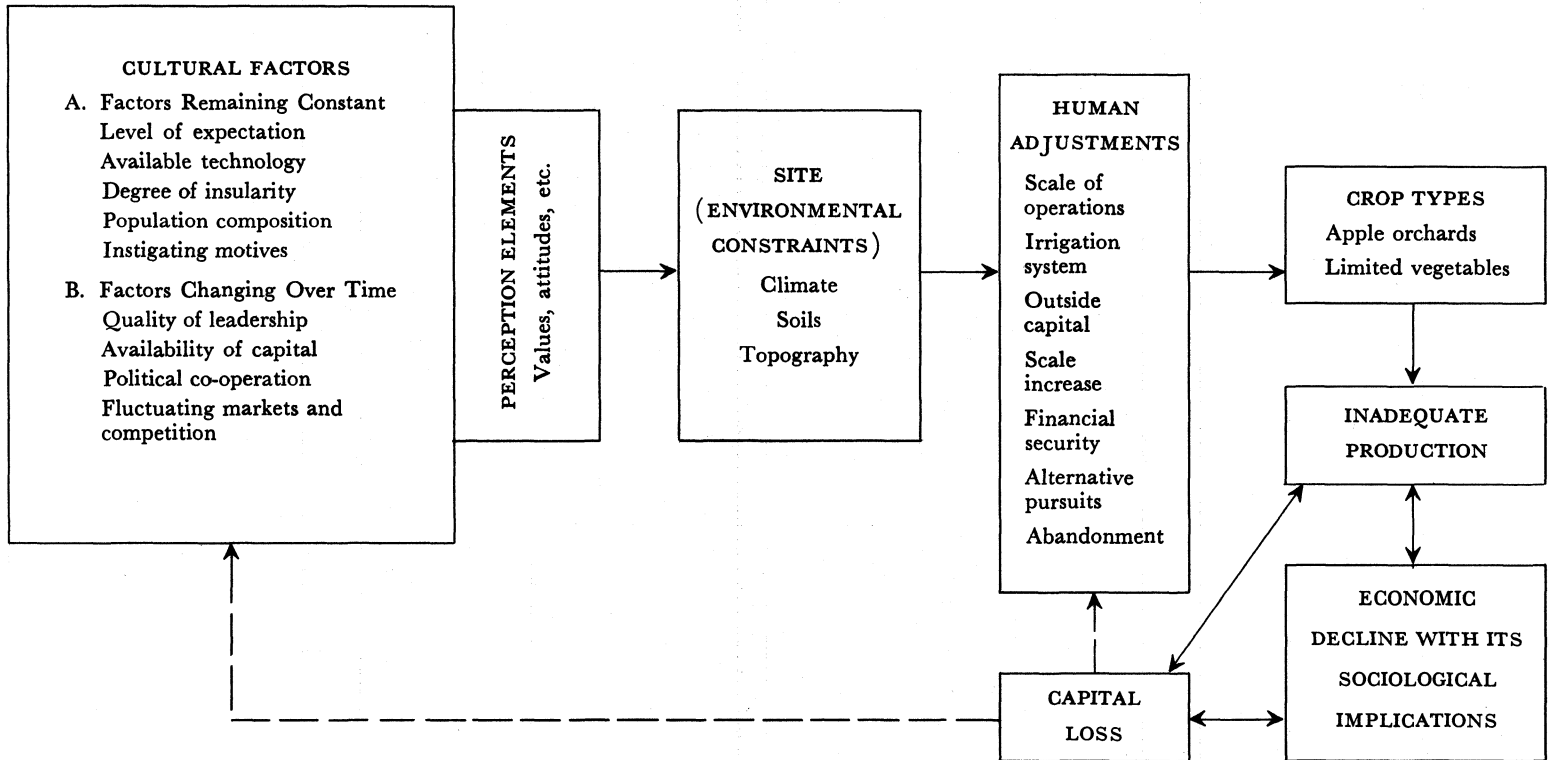 CULTURAL FACTORS
A. Factors Remaining Constant
Level of expectation
Available technology
Degree of insularity
Population composition
Instigating motives
B. Factors Changing Over Time
Quality of leadership
Availability of capital
Political co-operation
Fluctuating markets and
competition
PERCEPTION ELEMENTS
Values, attitudes, etc.
SITE
(ENVIRONMENTAL
CONSTRAINTS)
Climate
Soils
Topography
HUMAN
ADJUSTMENTS
Scale of
operations
Irrigation
system
Outside
capital
Scale
increase
Financial
security
Alternative
pursuits
Abandonment
CROP TYPES
Apple orchards
Limited vegetables
INADEQUATE
PRODUCTION
ECONOMIC
DECLINE WITH ITS
SOCIOLOGICAL
IMPLICATIONS
CAPITAL
LOSS